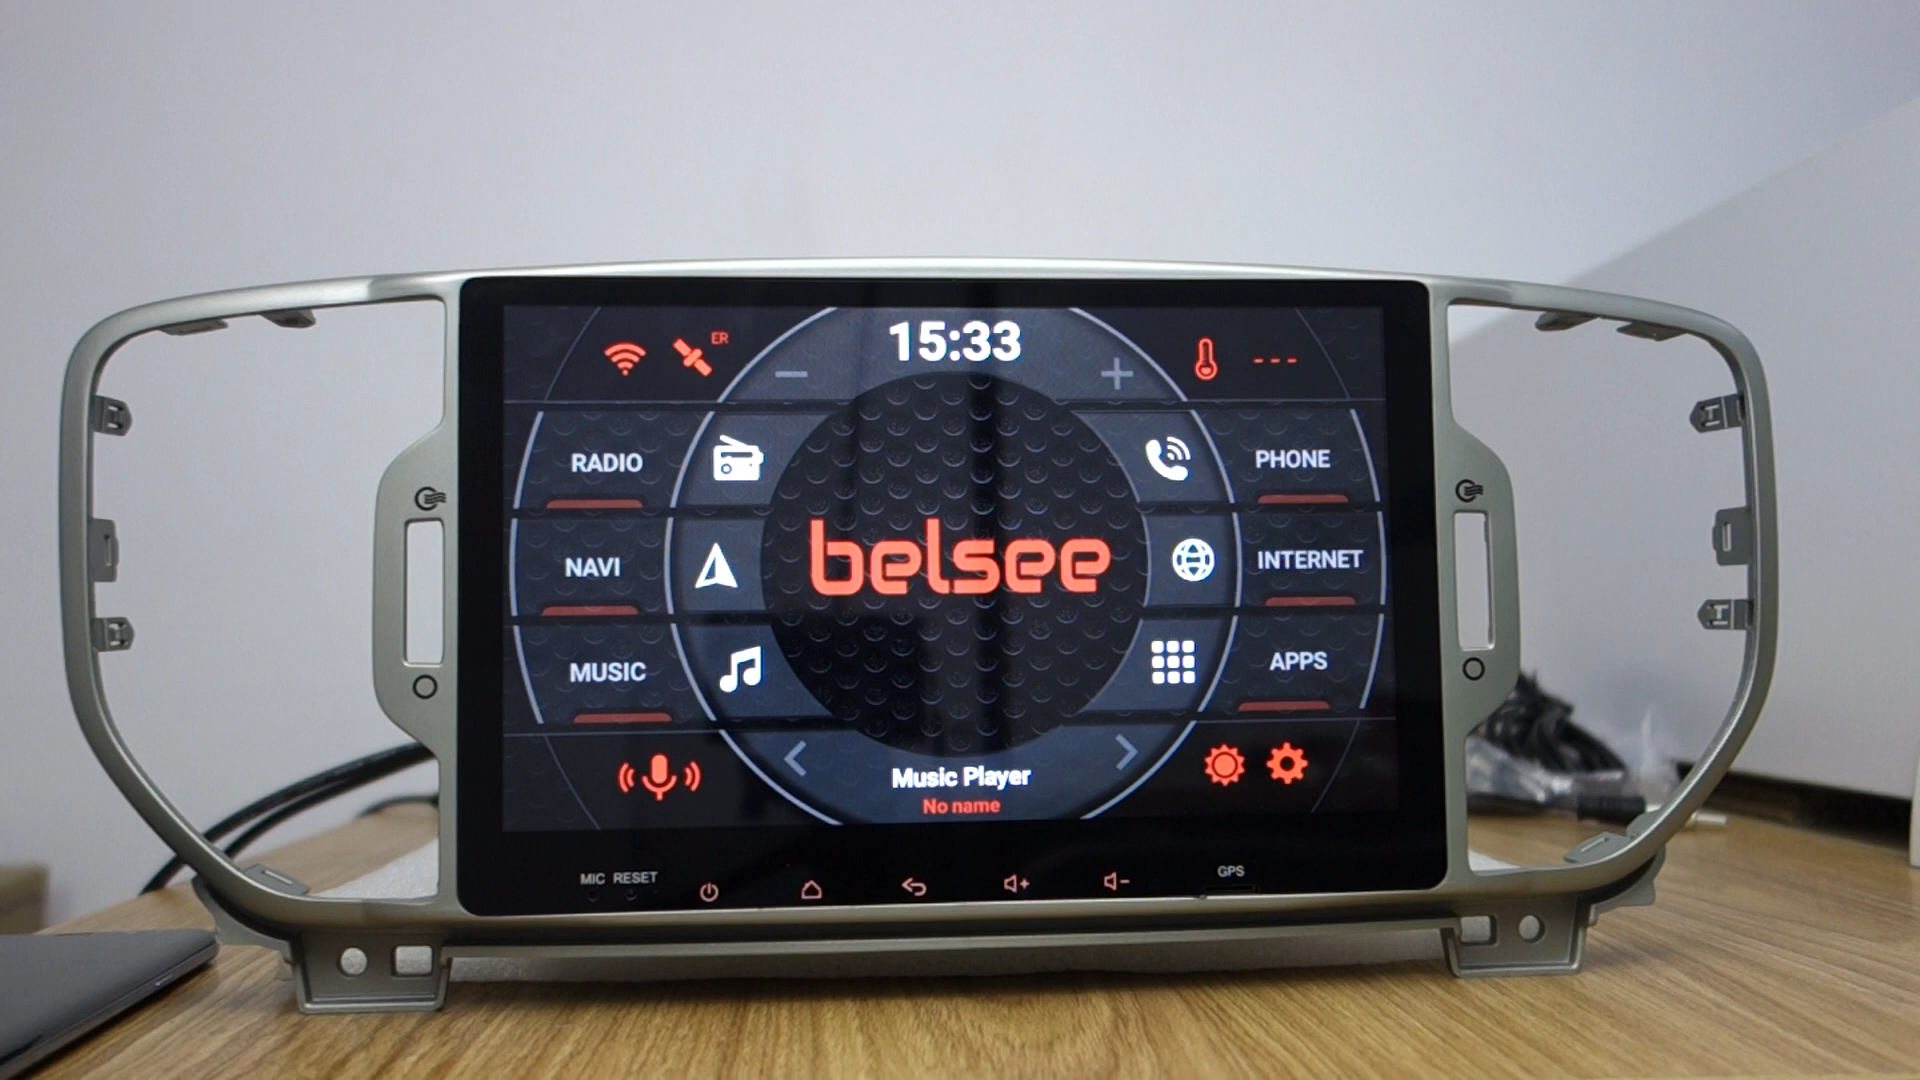 15:33
ER
---
RADIO
PHONE
NAVI
belsee
INTERNET
MUSIC
APPS
Music Player
No name
MIC RESET
GPS